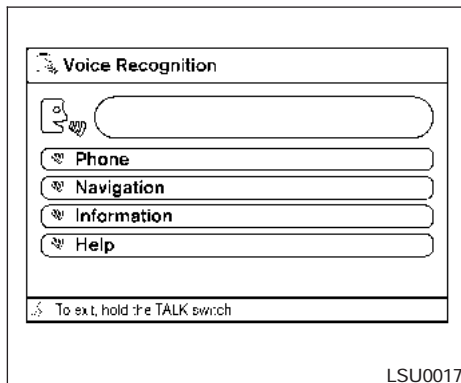 Voice Recognition
Phone
Navigation
Information
Help
To exit, hold the TALK switch
LSU0017